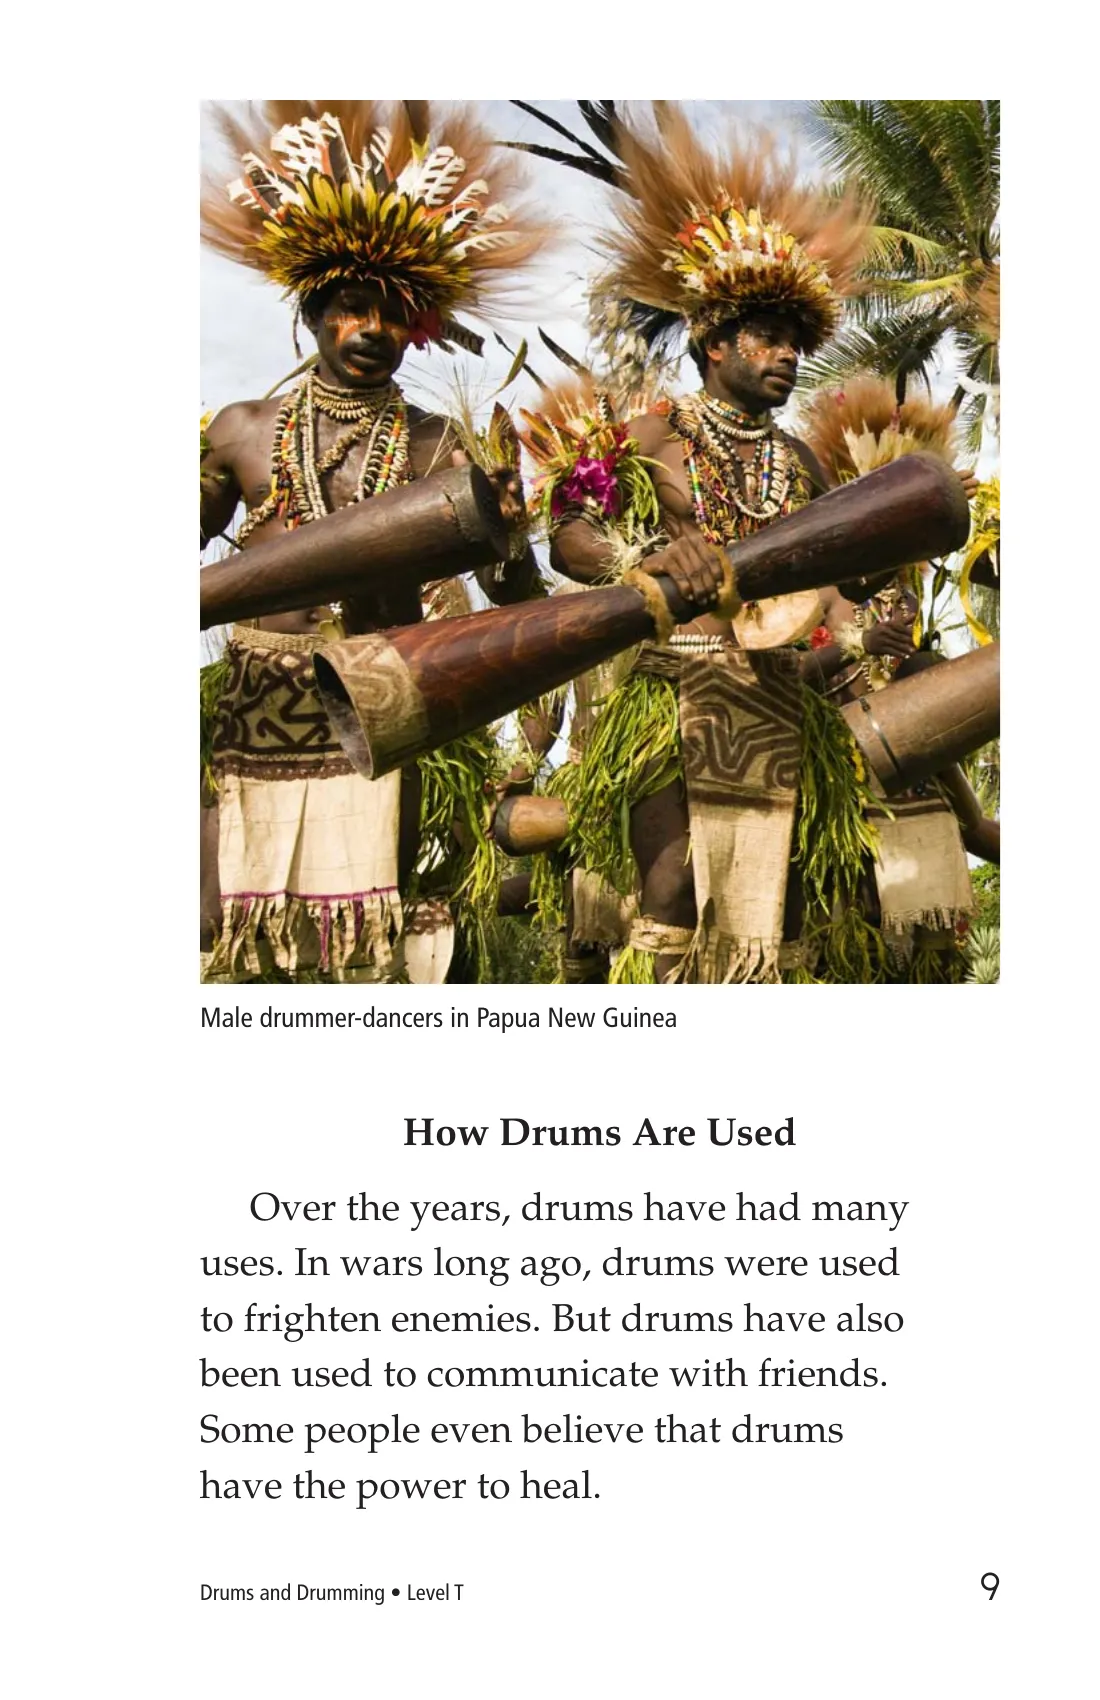 Male drummer-dancers in Papua New Guinea
How Drums Are Used
Over the years, drums have had many
uses. In wars long ago, drums were used
to frighten enemies. But drums have also
been used to communicate with friends.
Some people even believe that drums
have the power to heal.
Drums and Drumming • Level T
9